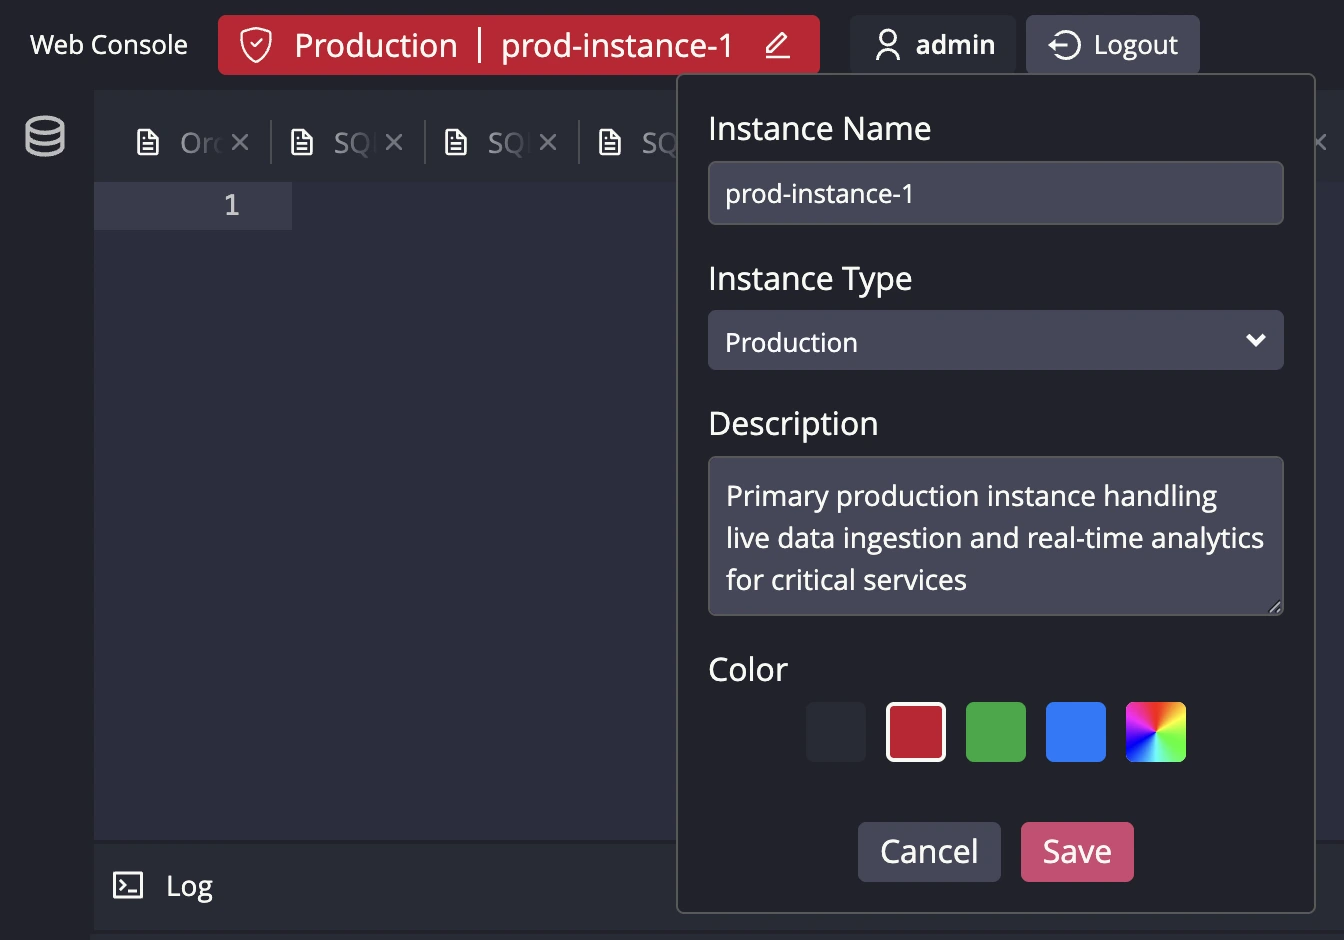 Web Console
Production | prod-instance-1
admin
Logout
SQ
SQ
SQ
1
Instance Name
prod-instance-1
Instance Type
Production
Description
Primary production instance handling
live data ingestion and real-time analytics
for critical services
Color
Cancel
Save
Log